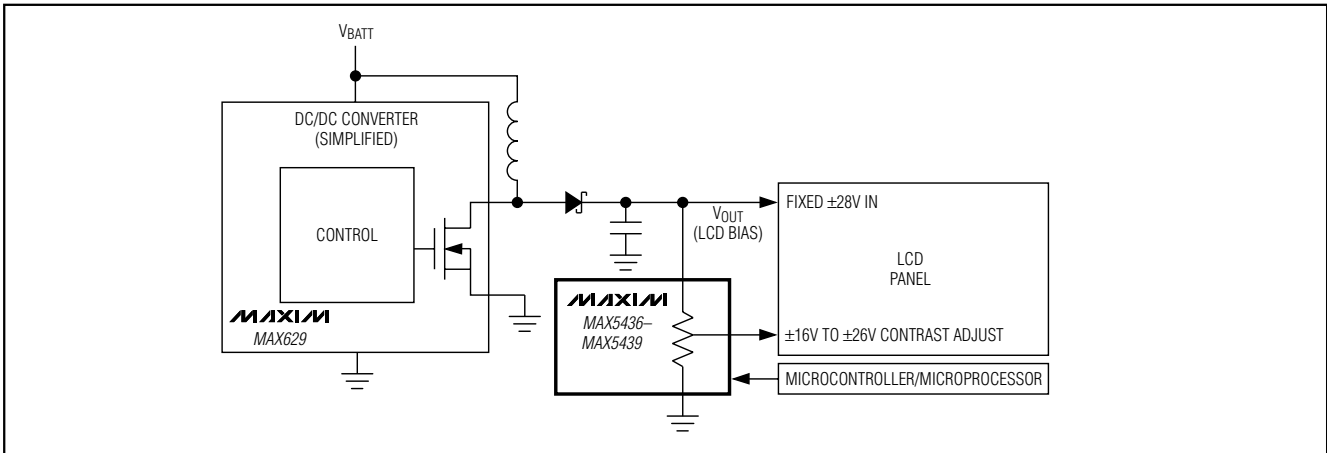 VBATT
DC/DC CONVERTER
(SIMPLIFIED)
CONTROL
MAXIM
MAX629
VOUT
(LCD BIAS)
FIXED ±28V IN
LCD
PANEL
±16V TO ±26V CONTRAST ADJUST
MAXIM
MAX5436–
MAX5439
MICROCONTROLLER/MICROPROCESSOR